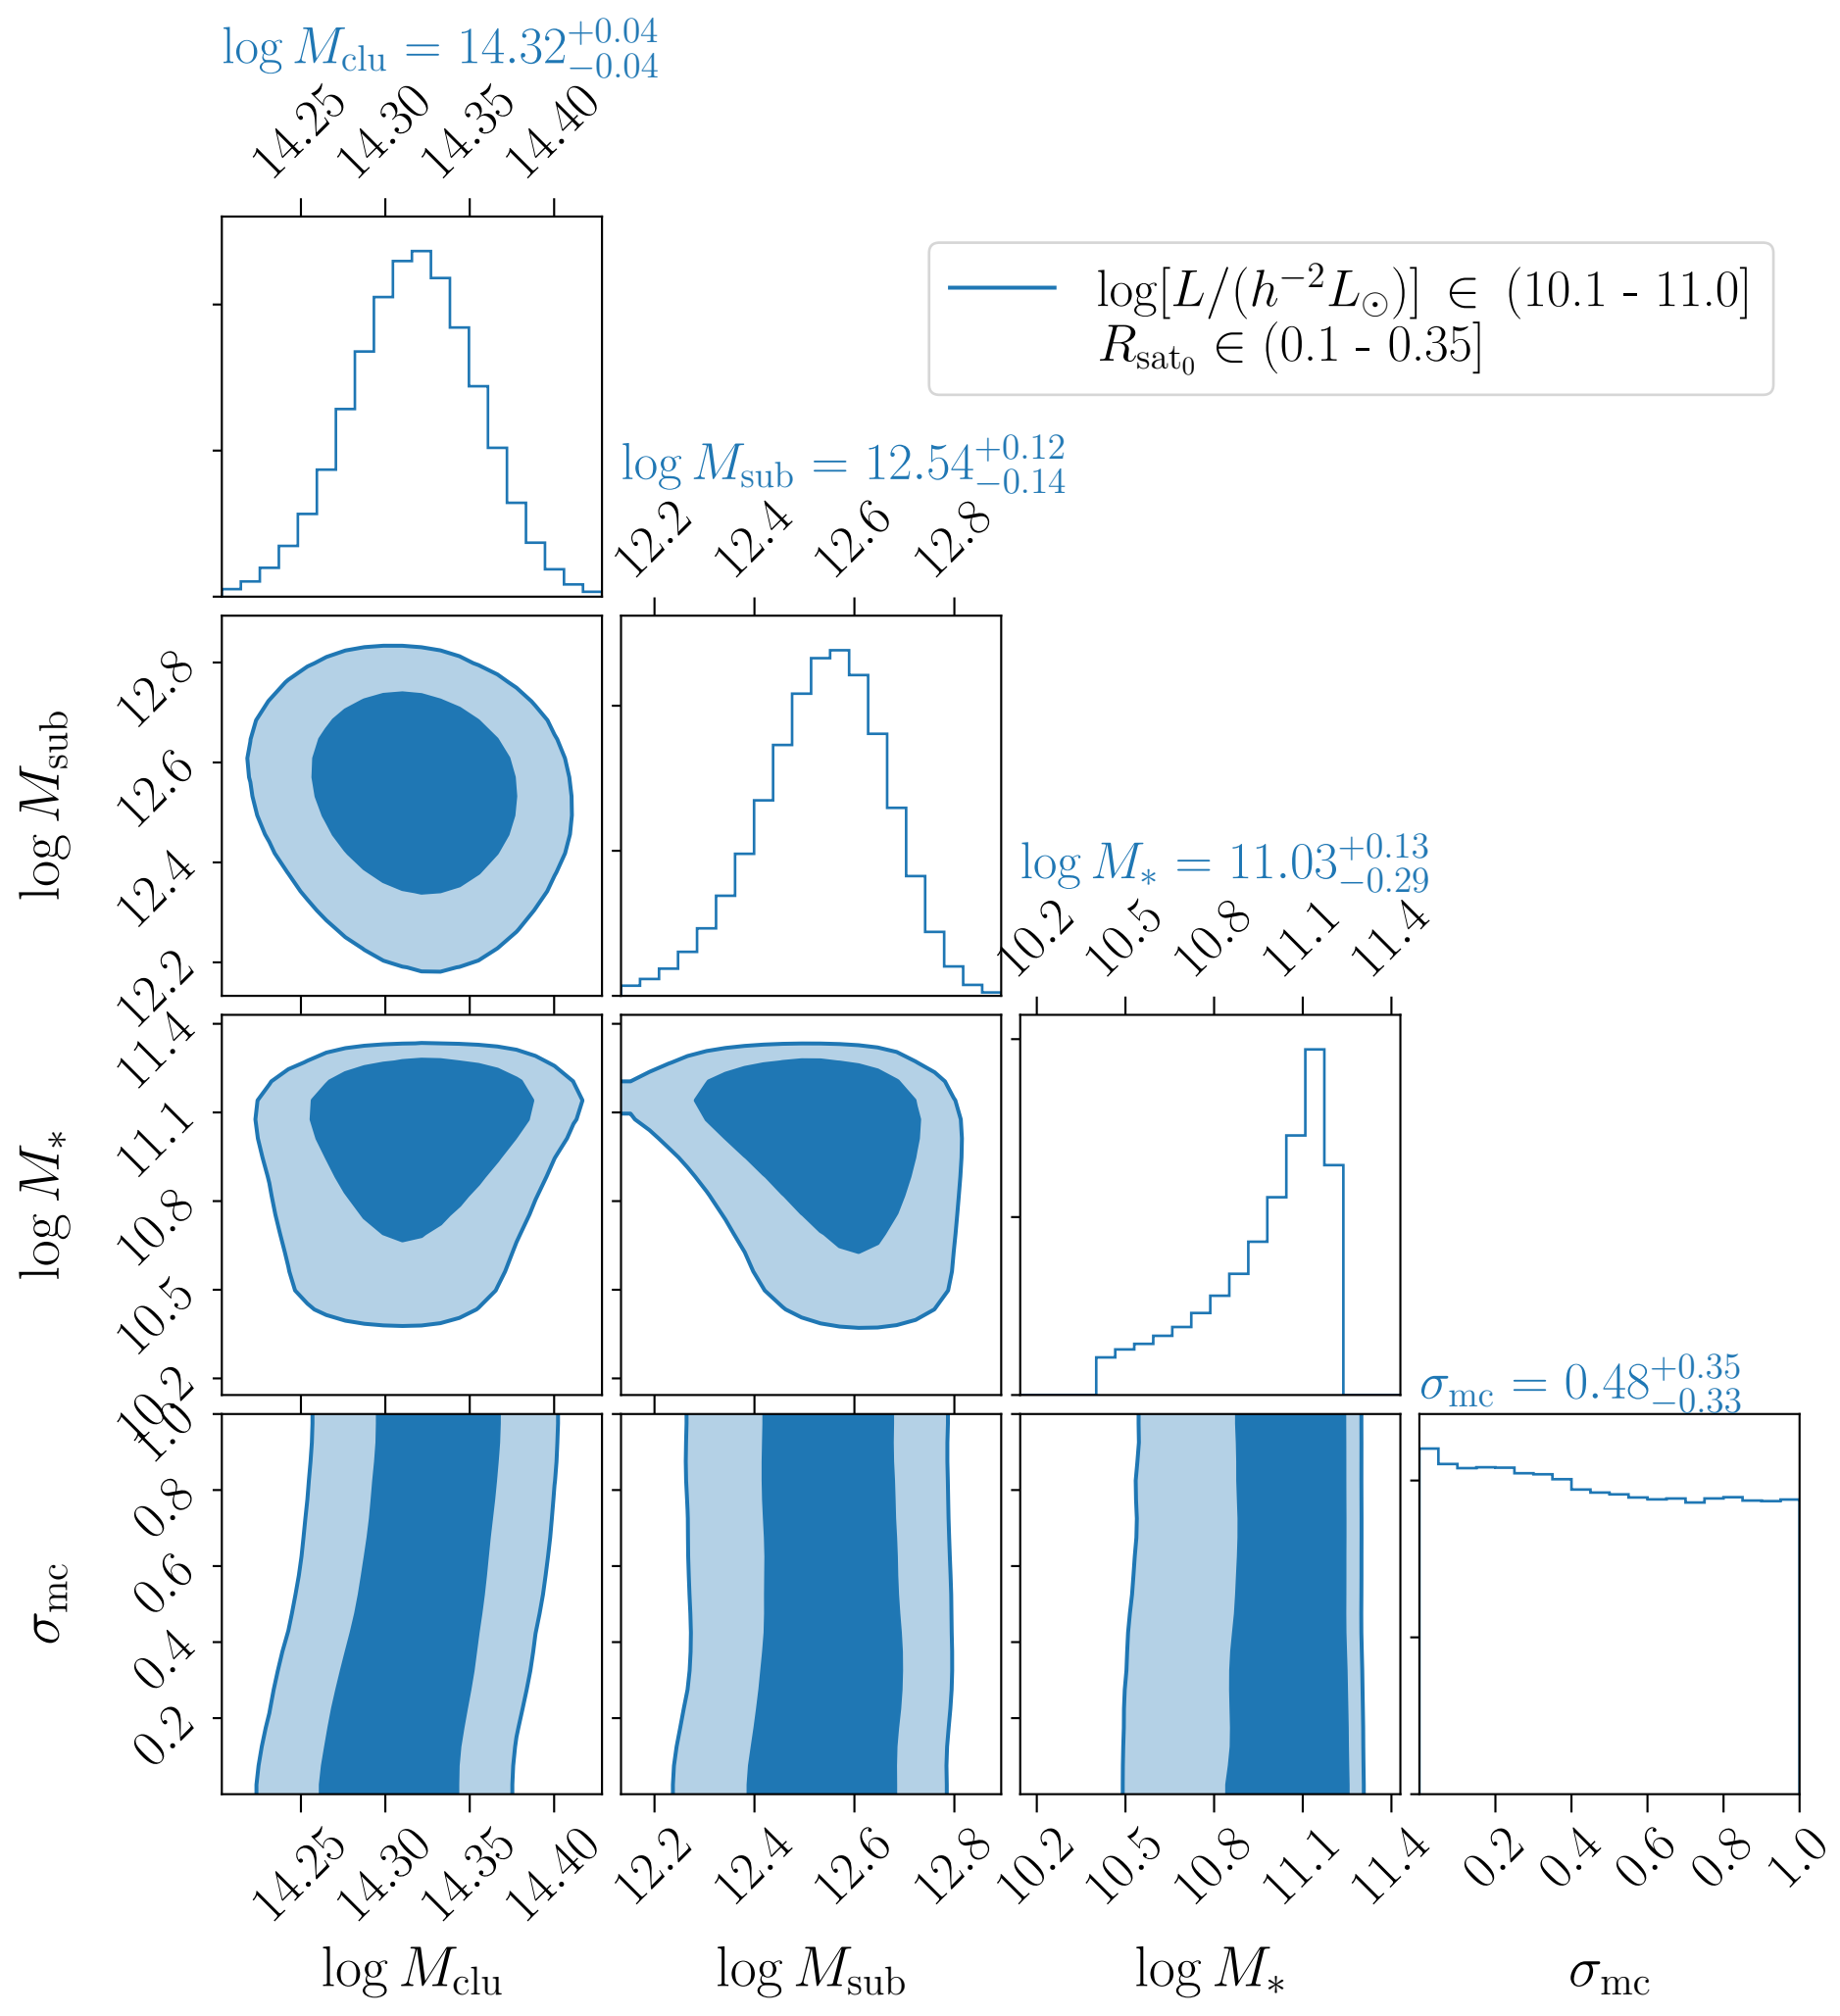 log M_clu = 14.32^{+0.04}_{-0.04}
14.25 14.30 14.35 14.40
log[L/(h^{-2}L_⊙)] ∈ (10.1 - 11.0]
R_{sat_0} ∈ (0.1 - 0.35]
log M_sub = 12.54^{+0.12}_{-0.14}
12.2 12.4 12.6 12.8
log M_sub
12.8
12.6
12.4
12.2
log M_* = 11.03^{+0.13}_{-0.29}
10.2 10.5 10.8 11.1 11.4
log M_*
11.4
11.1
10.8
10.5
10.2
σ_mc = 0.48^{+0.35}_{-0.33}
σ_mc
1.0
0.8
0.6
0.4
0.2
14.25 14.30 14.35 14.40 12.2 12.4 12.6 12.8 10.2 10.5 10.8 11.1 11.4 0.2 0.4 0.6 0.8 1.0
log M_clu log M_sub log M_* σ_mc